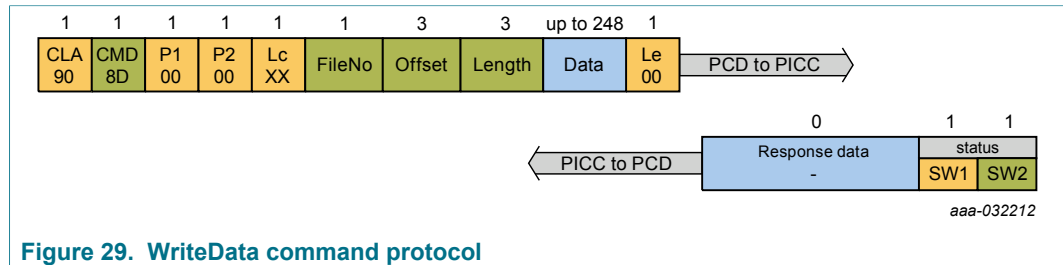 1 1 1 1 1 1 3 3 up to 248 1
CLA CMD P1 P2 Lc FileNo Offset Length Data Le PCD to PICC
90 8D 00 00 XX 00
0 1 1
PICC to PCD Response data status
- SW1 SW2
aaa-032212
Figure 29. WriteData command protocol